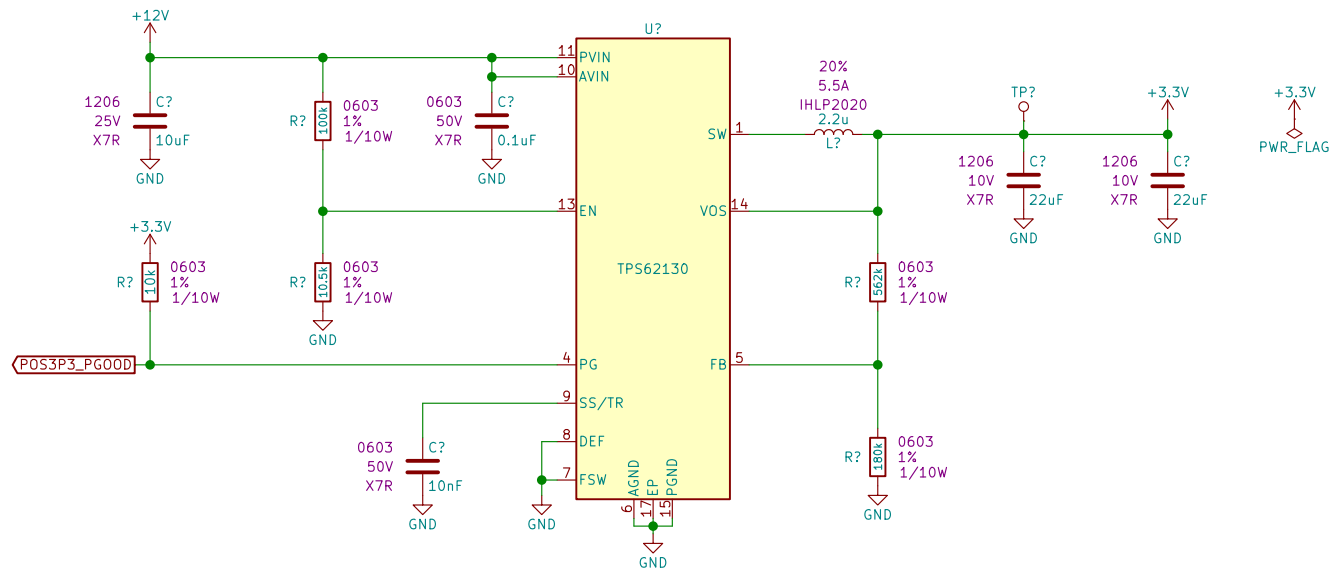 +12V
1206
25V
X7R
C?
10uF
GND
R?
100k
0603
1%
1/10W
0603
50V
X7R
C?
0.1uF
GND
+3.3V
R?
10k
0603
1%
1/10W
R?
10.5k
0603
1%
1/10W
GND
POS3P3_PGOOD
0603
50V
X7R
C?
10nF
GND
GND
U?
TPS62130
11
PVIN
10
AVIN
13
EN
4
PG
9
SS/TR
8
DEF
7
FSW
6
AGND
17
EP
15
PGND
GND
SW
1
VOS
14
FB
5
20%
5.5A
IHLP2020
2.2u
L?
R?
562k
0603
1%
1/10W
R?
180k
0603
1%
1/10W
GND
TP?
1206
10V
X7R
C?
22uF
GND
+3.3V
1206
10V
X7R
C?
22uF
GND
+3.3V
PWR_FLAG